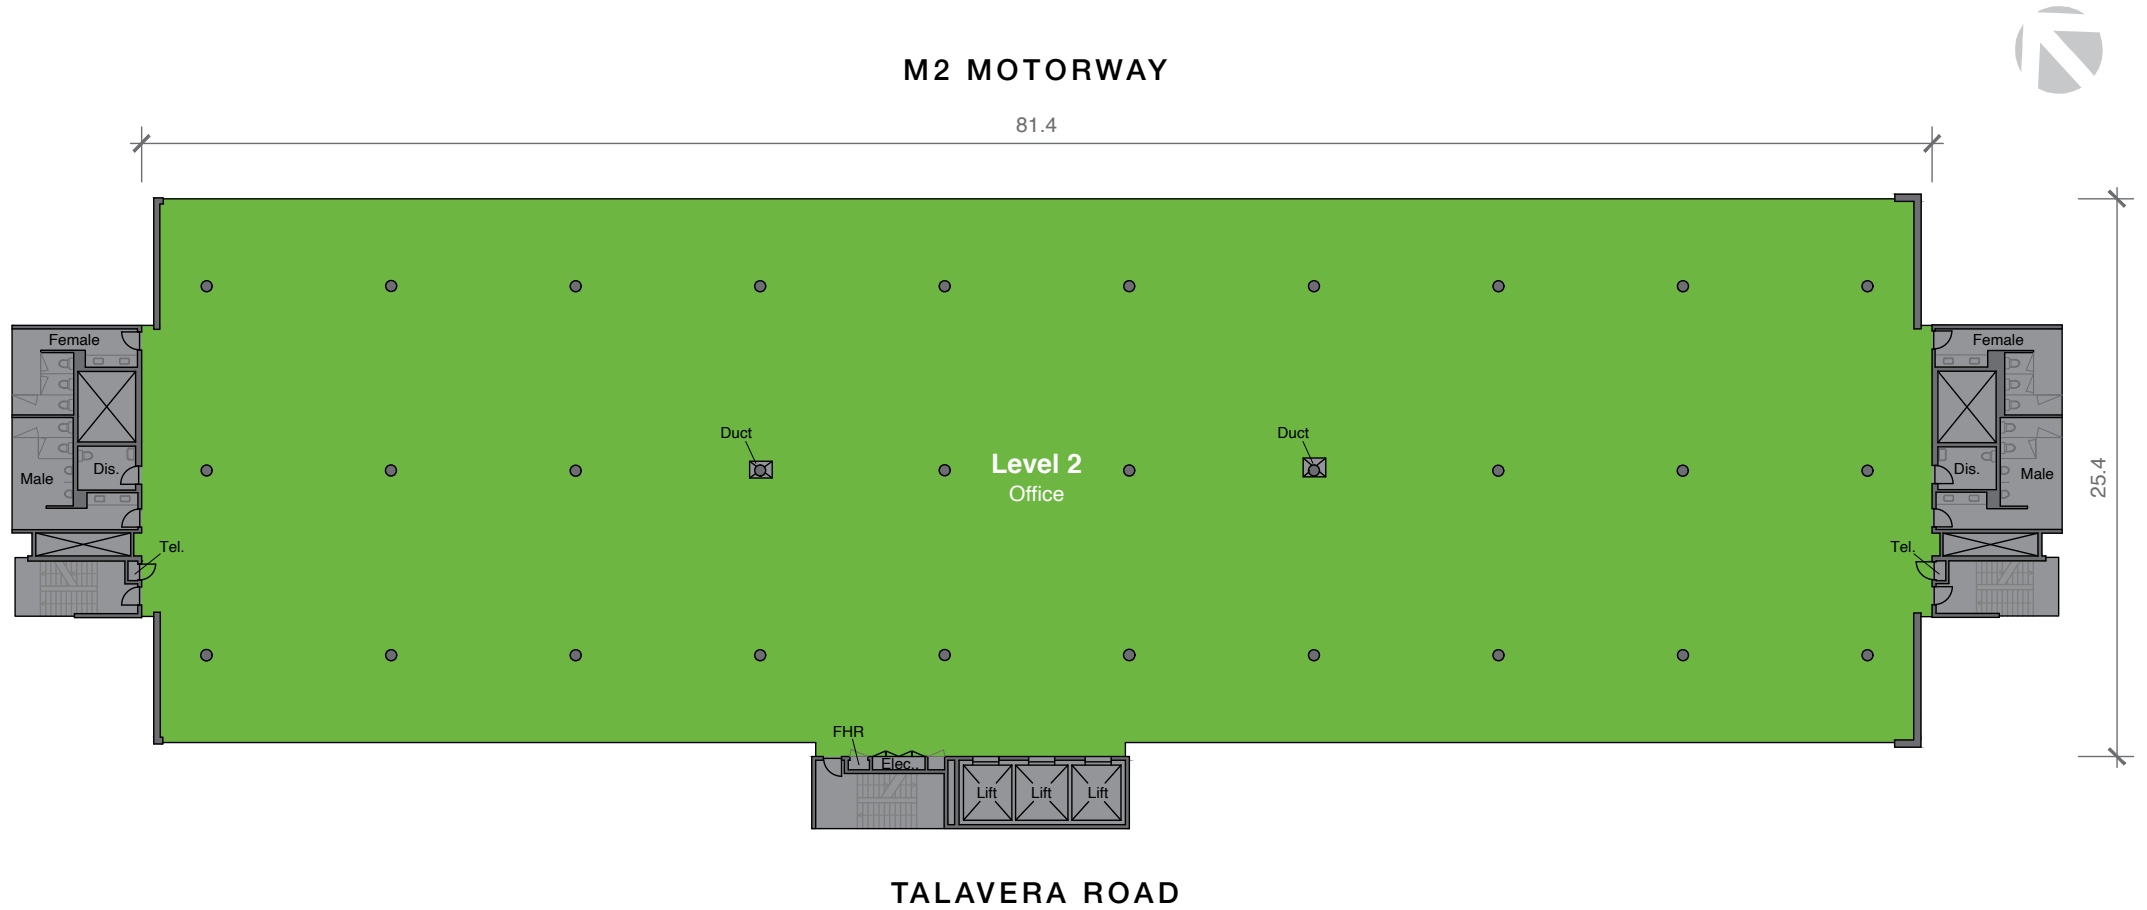 M2 MOTORWAY
81.4
Female
Female
Duct
Duct
Level 2
Office
Dis.
Male
Dis.
Male
25.4
Tel.
Tel.
FHR
Elec..
Lift
Lift
Lift
TALAVERA ROAD